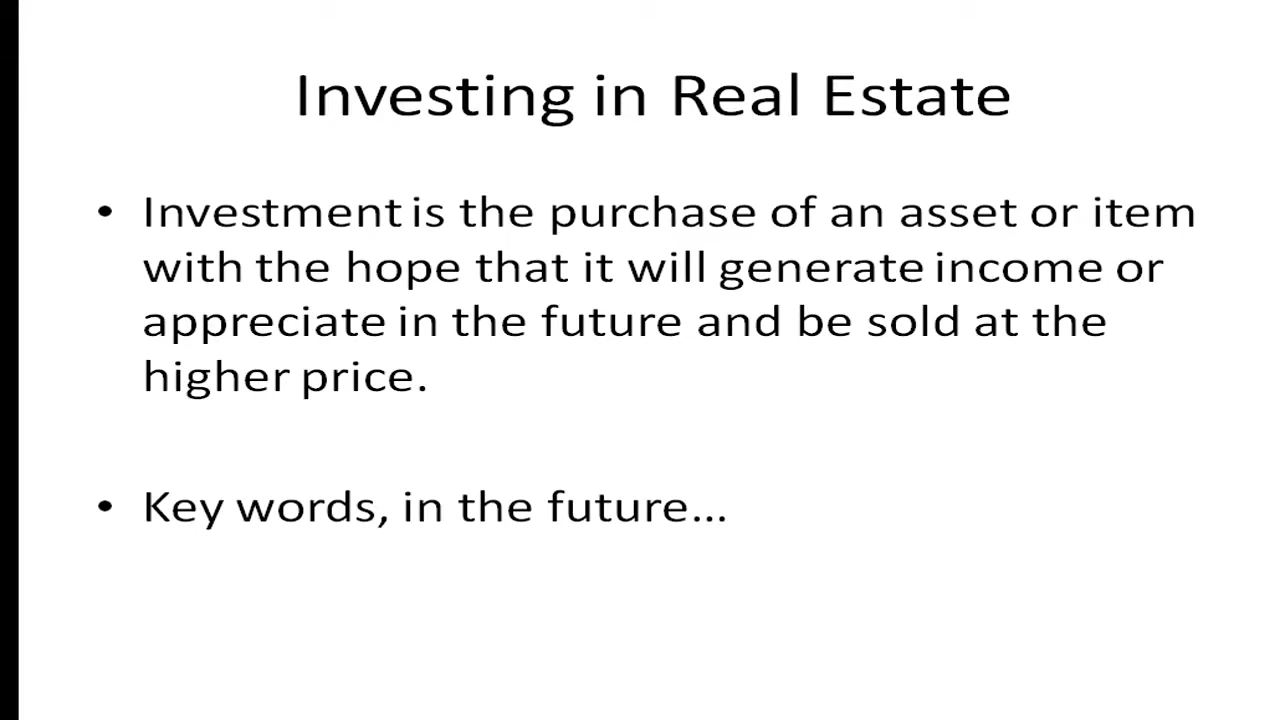 Investing in Real Estate
• Investment is the purchase of an asset or item
with the hope that it will generate income or
appreciate in the future and be sold at the
higher price.
• Key words, in the future...